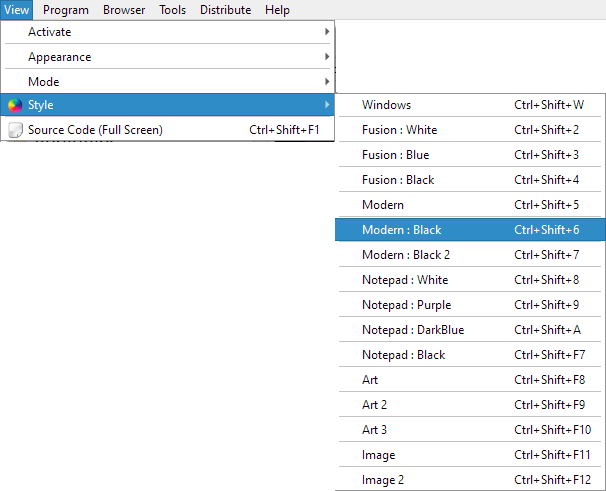 View Program Browser Tools Distribute Help
Activate
Appearance
Mode
Style
Source Code (Full Screen) Ctrl+Shift+F1
Windows Ctrl+Shift+W
Fusion : White Ctrl+Shift+2
Fusion : Blue Ctrl+Shift+3
Fusion : Black Ctrl+Shift+4
Modern Ctrl+Shift+5
Modern : Black Ctrl+Shift+6
Modern : Black 2 Ctrl+Shift+7
Notepad : White Ctrl+Shift+8
Notepad : Purple Ctrl+Shift+9
Notepad : DarkBlue Ctrl+Shift+A
Notepad : Black Ctrl+Shift+F7
Art Ctrl+Shift+F8
Art 2 Ctrl+Shift+F9
Art 3 Ctrl+Shift+F10
Image Ctrl+Shift+F11
Image 2 Ctrl+Shift+F12